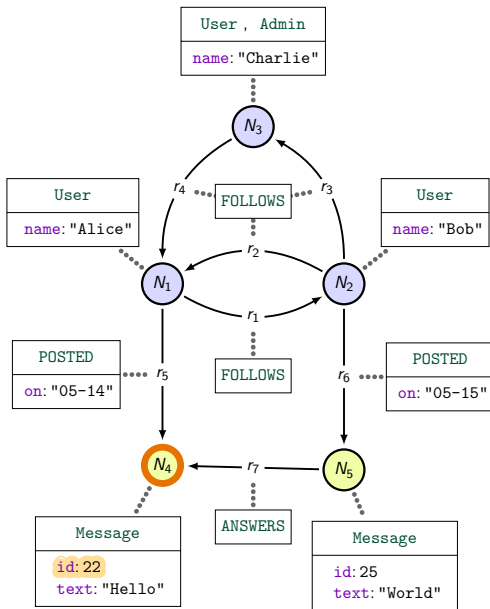 User , Admin
name: "Charlie"
N3
r4
r3
FOLLOWS
User
name: "Alice"
User
name: "Bob"
r2
N1
N2
r1
POSTED
on: "05-14"
r5
FOLLOWS
r6
POSTED
on: "05-15"
N4
r7
N5
ANSWERS
Message
id: 22
text: "Hello"
Message
id: 25
text: "World"